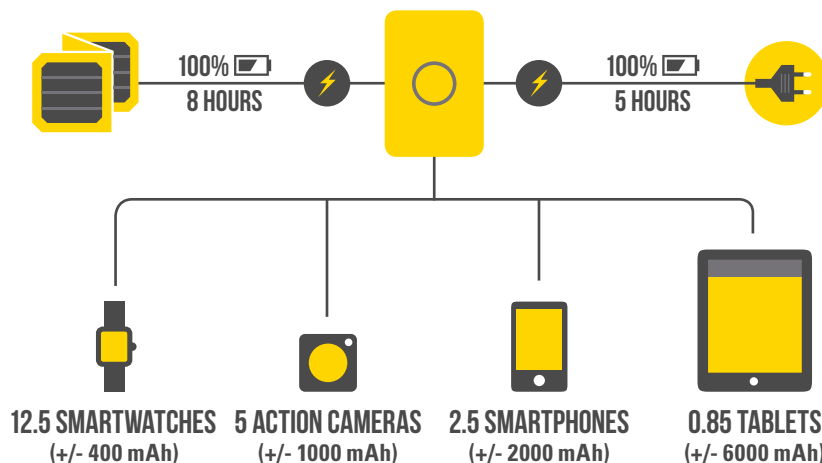 100%
8 HOURS
100%
5 HOURS
12.5 SMARTWATCHES
(+/- 400 mAh)
5 ACTION CAMERAS
(+/- 1000 mAh)
2.5 SMARTPHONES
(+/- 2000 mAh)
0.85 TABLETS
(+/- 6000 mAh)